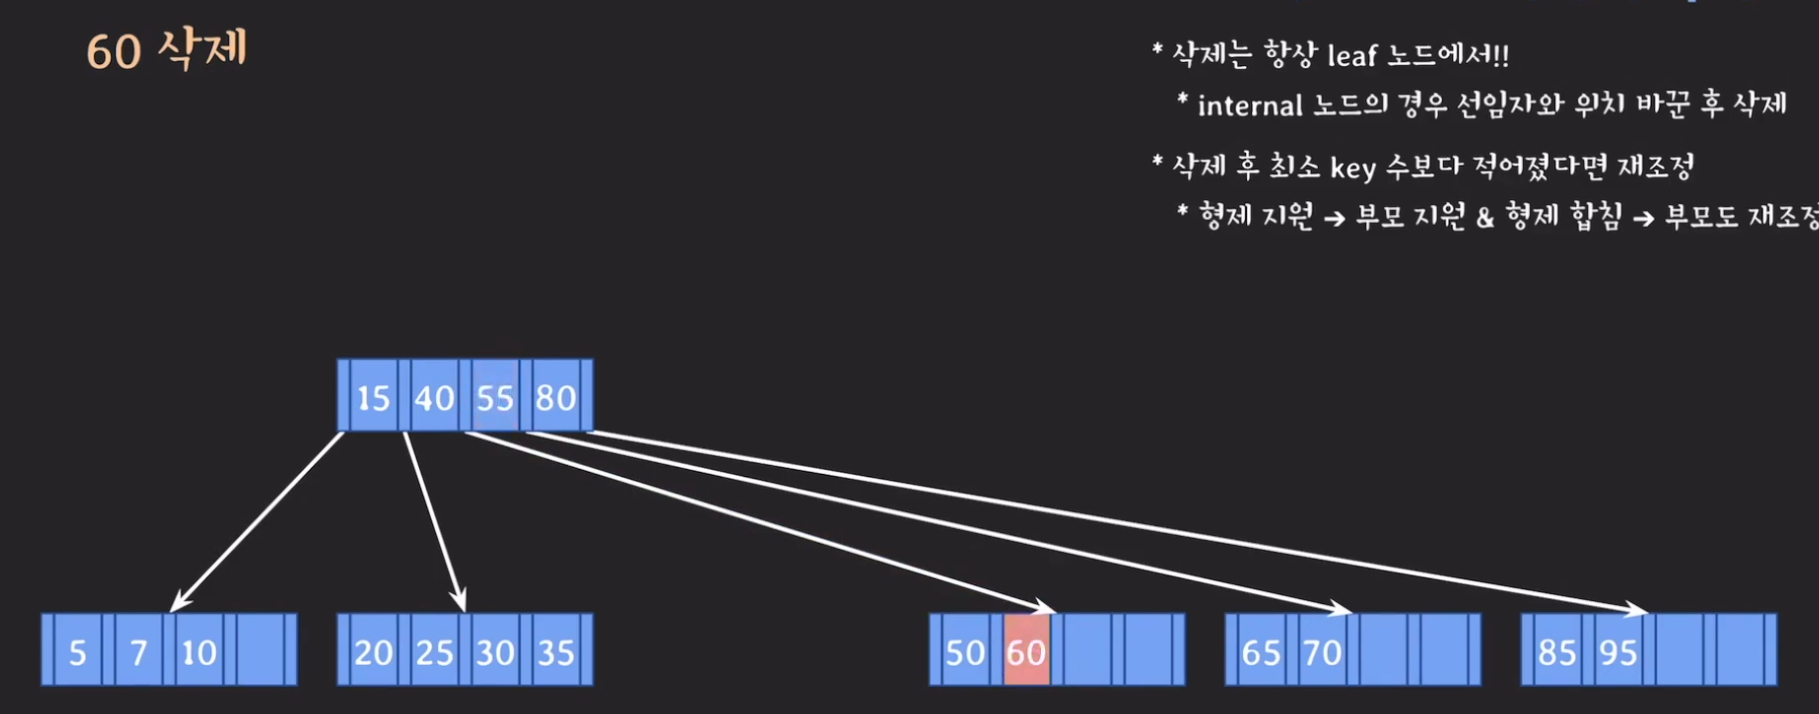 60 삭제
* 삭제는 항상 leaf 노드에서!!
* internal 노드의 경우 선임자와 위치 바꾼 후 삭제
* 삭제 후 최소 key 수보다 적어졌다면 재조정
* 형제 지원 → 부모 지원 & 형제 합침 → 부모도 재조정
15 40 55 80
5 7 10
20 25 30 35
50 60
65 70
85 95